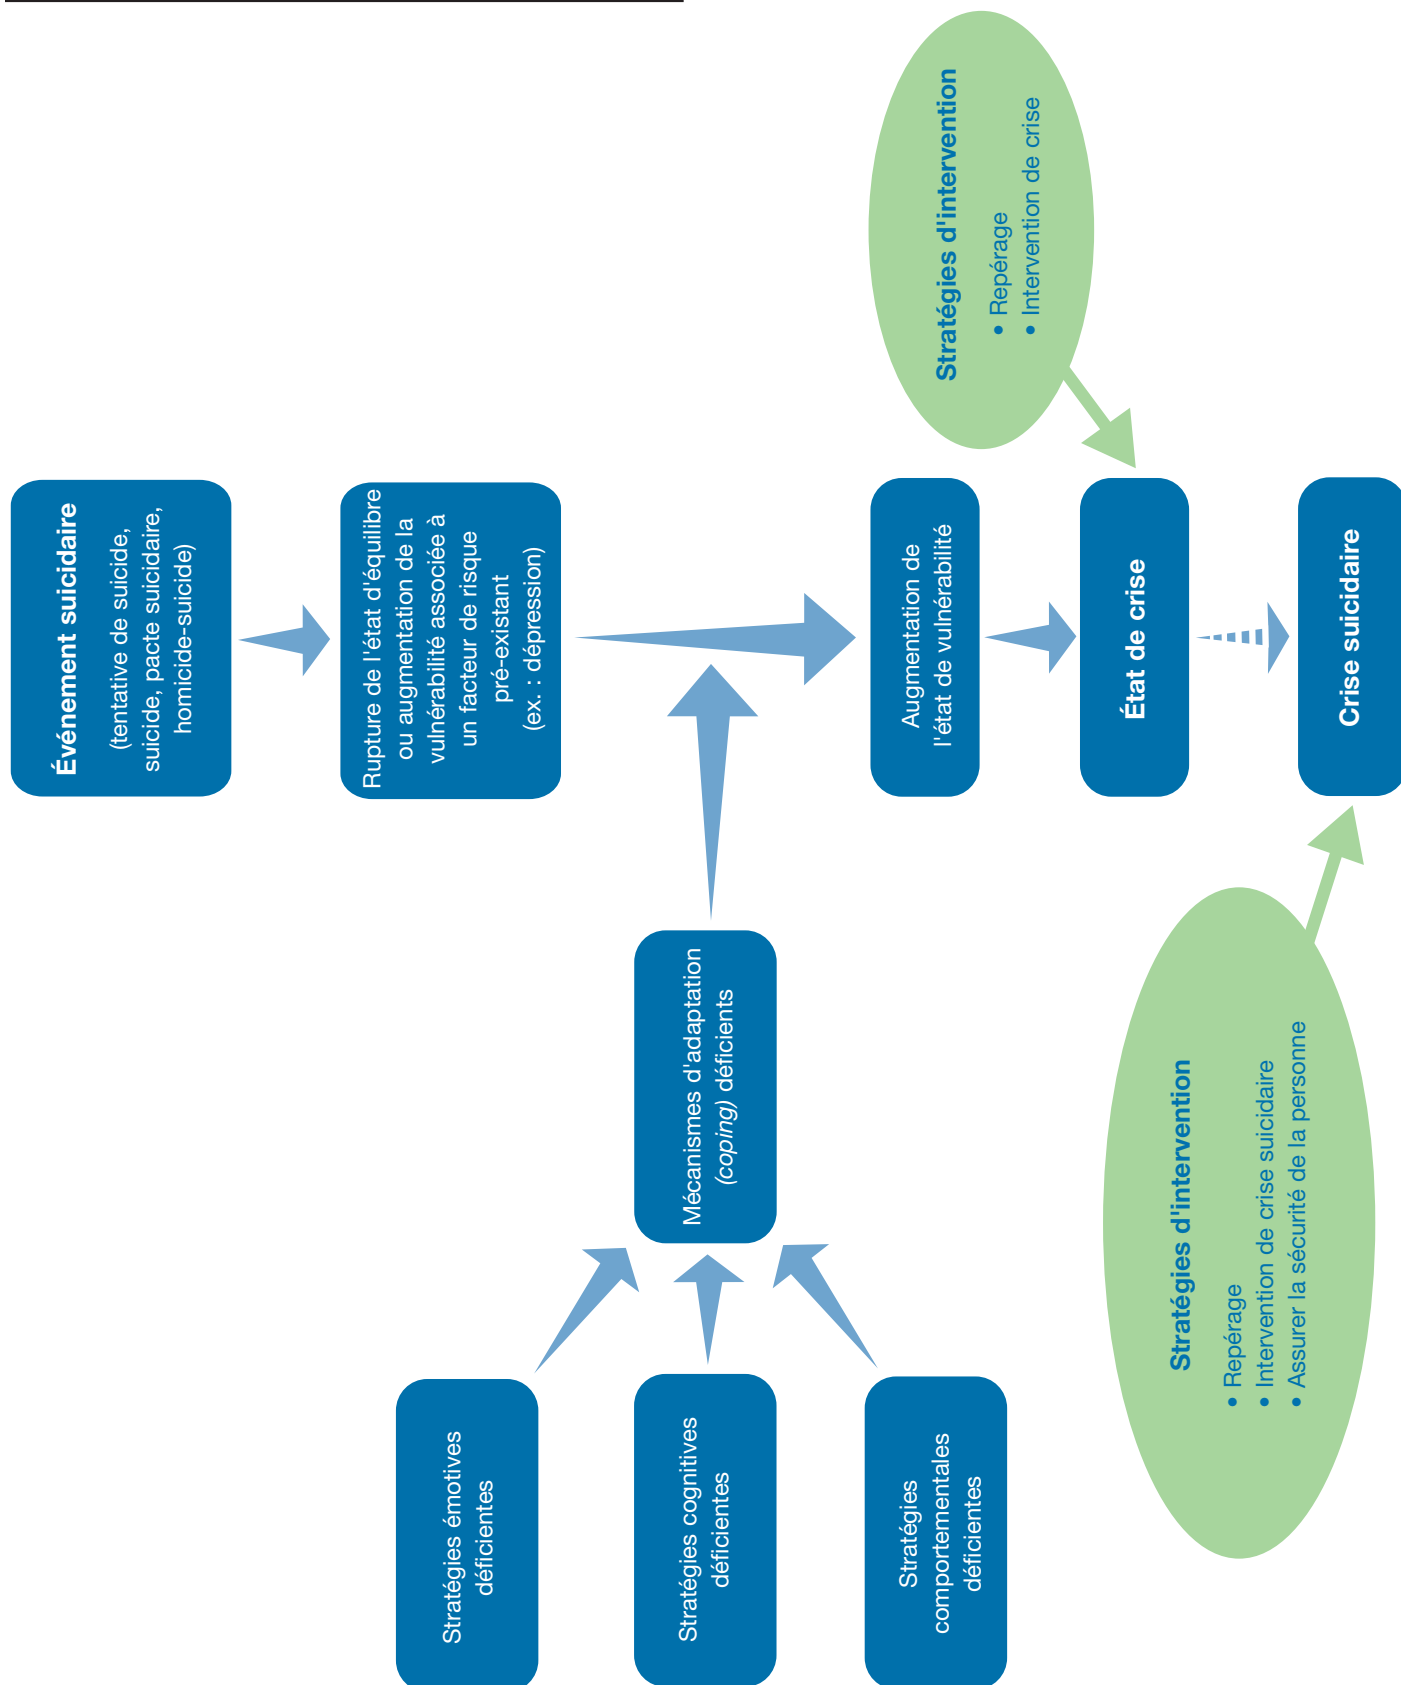 Événement suicidaire
(tentative de suicide,
suicide, pacte suicidaire,
homicide-suicide)
Rupture de l'état d'équilibre
ou augmentation de la
vulnérabilité associée à
un facteur de risque
pré-existant
(ex. : dépression)
Stratégies émotives
déficientes
Stratégies cognitives
déficientes
Stratégies
comportementales
déficientes
Mécanismes d'adaptation
(coping) déficients
Augmentation de
l'état de vulnérabilité
État de crise
Stratégies d'intervention
• Repérage
• Intervention de crise
Crise suicidaire
Stratégies d'intervention
• Repérage
• Intervention de crise suicidaire
• Assurer la sécurité de la personne